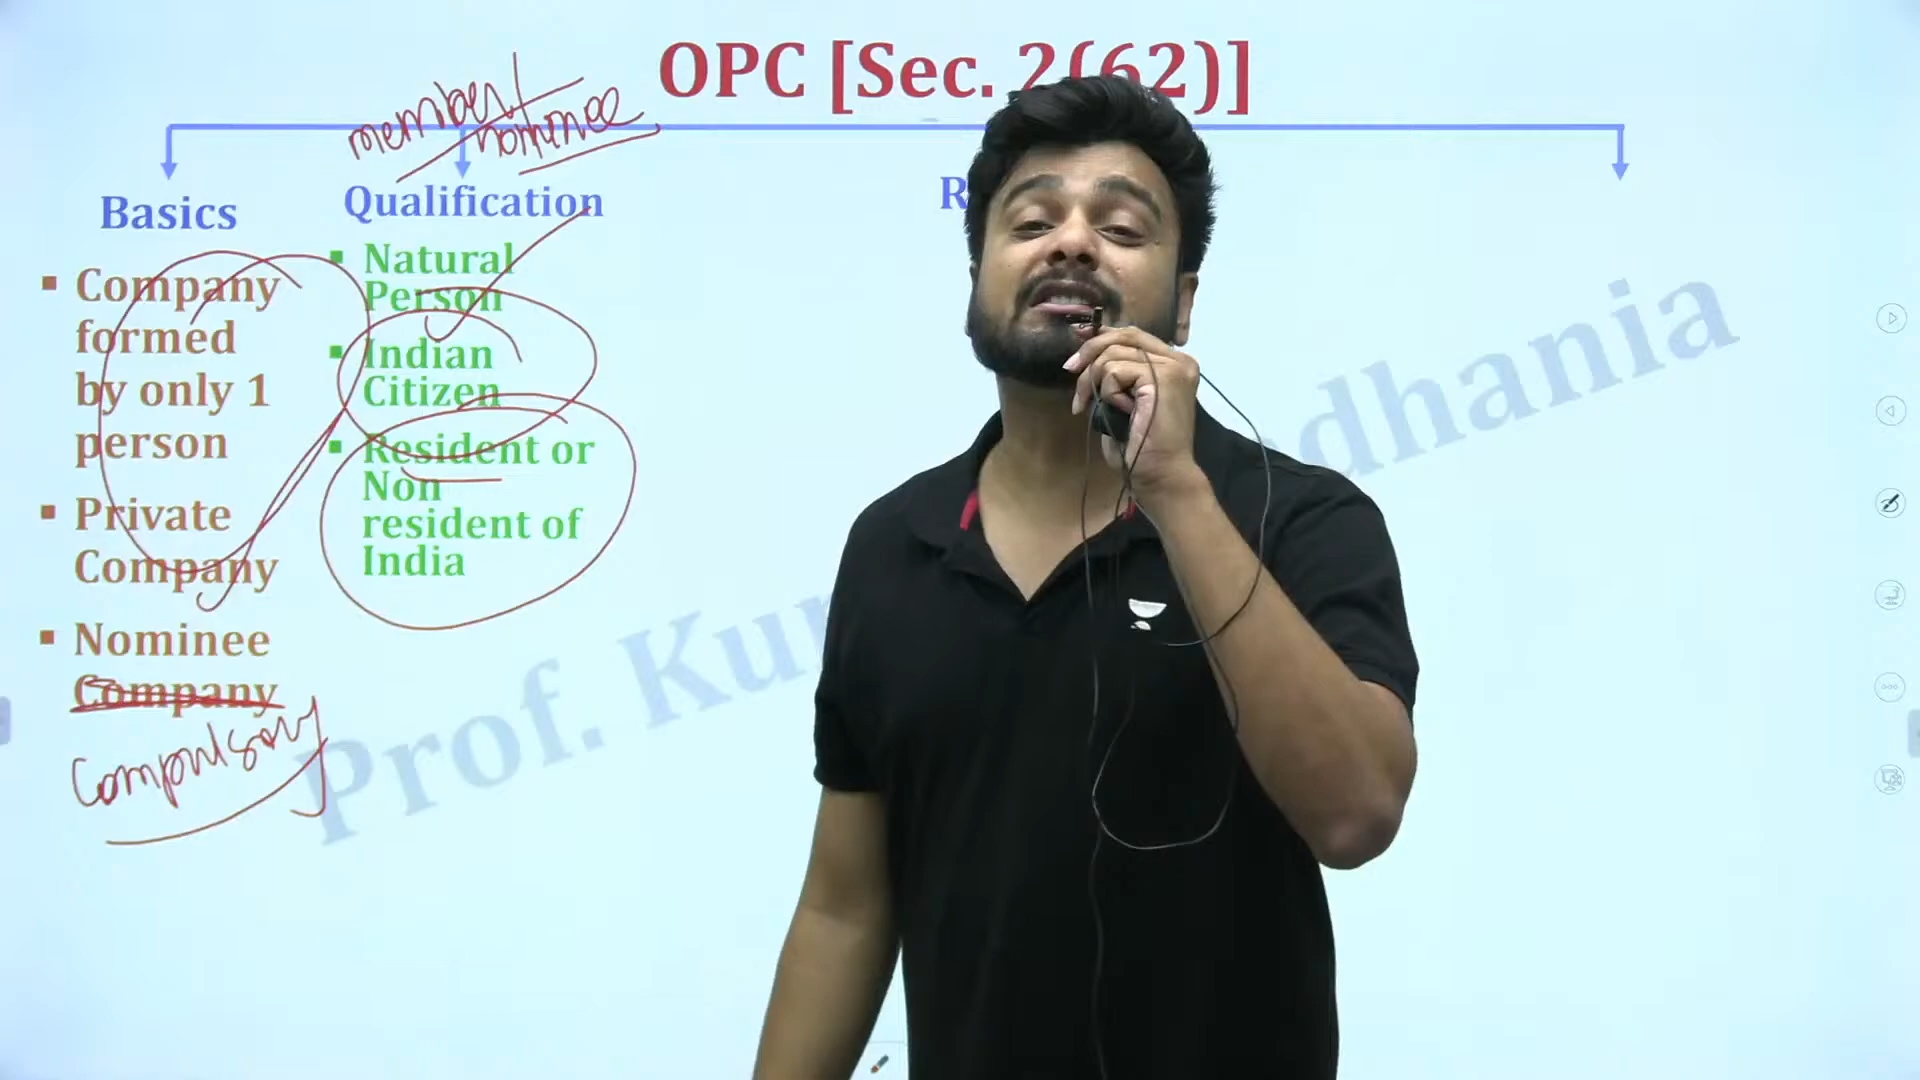 OPC [Sec. 2(62)]
member/
nominee
Basics
Company
formed
by only 1
person
Private
Company
Nominee
Company
Compulsory
Qualification
Natural
Person
Indian
Citizen
Resident or
Non
resident of
India
R
Prof. Ku
dhania